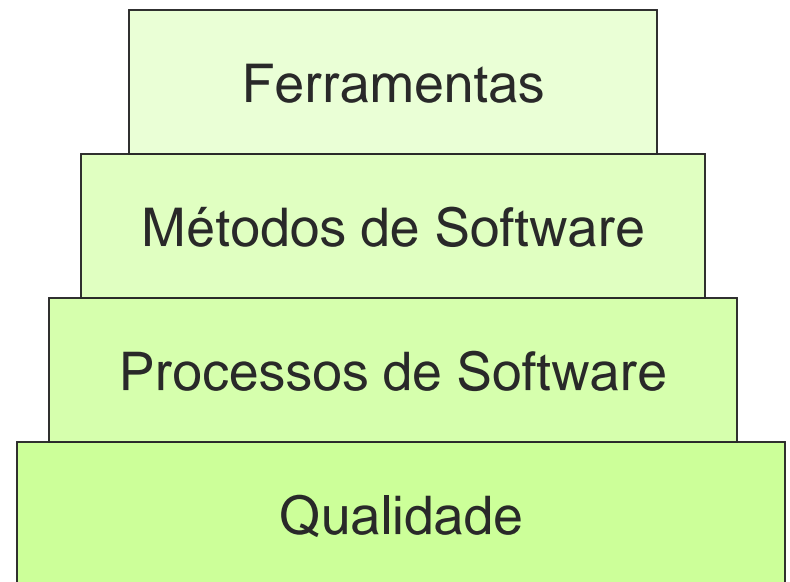 Ferramentas
Métodos de Software
Processos de Software
Qualidade